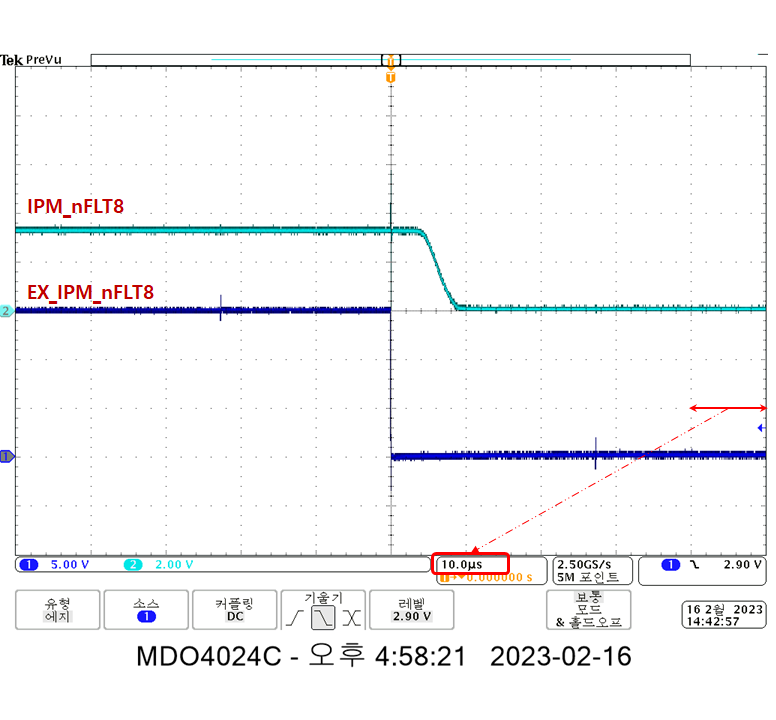 Tek PreVu
T
T
IPM_nFLT8
EX_IPM_nFLT8
2
1
1 5.00 V 2 2.00 V
10.0µs
0.000000 s
2.50GS/s
5M 포인트
1 2.90 V
유형
에지
소스
1
커플링
DC
기울기
레벨
2.90 V
보통
모드
& 홀드오프
16 2월 2023
14:42:57
MDO4024C - 오후 4:58:21 2023-02-16